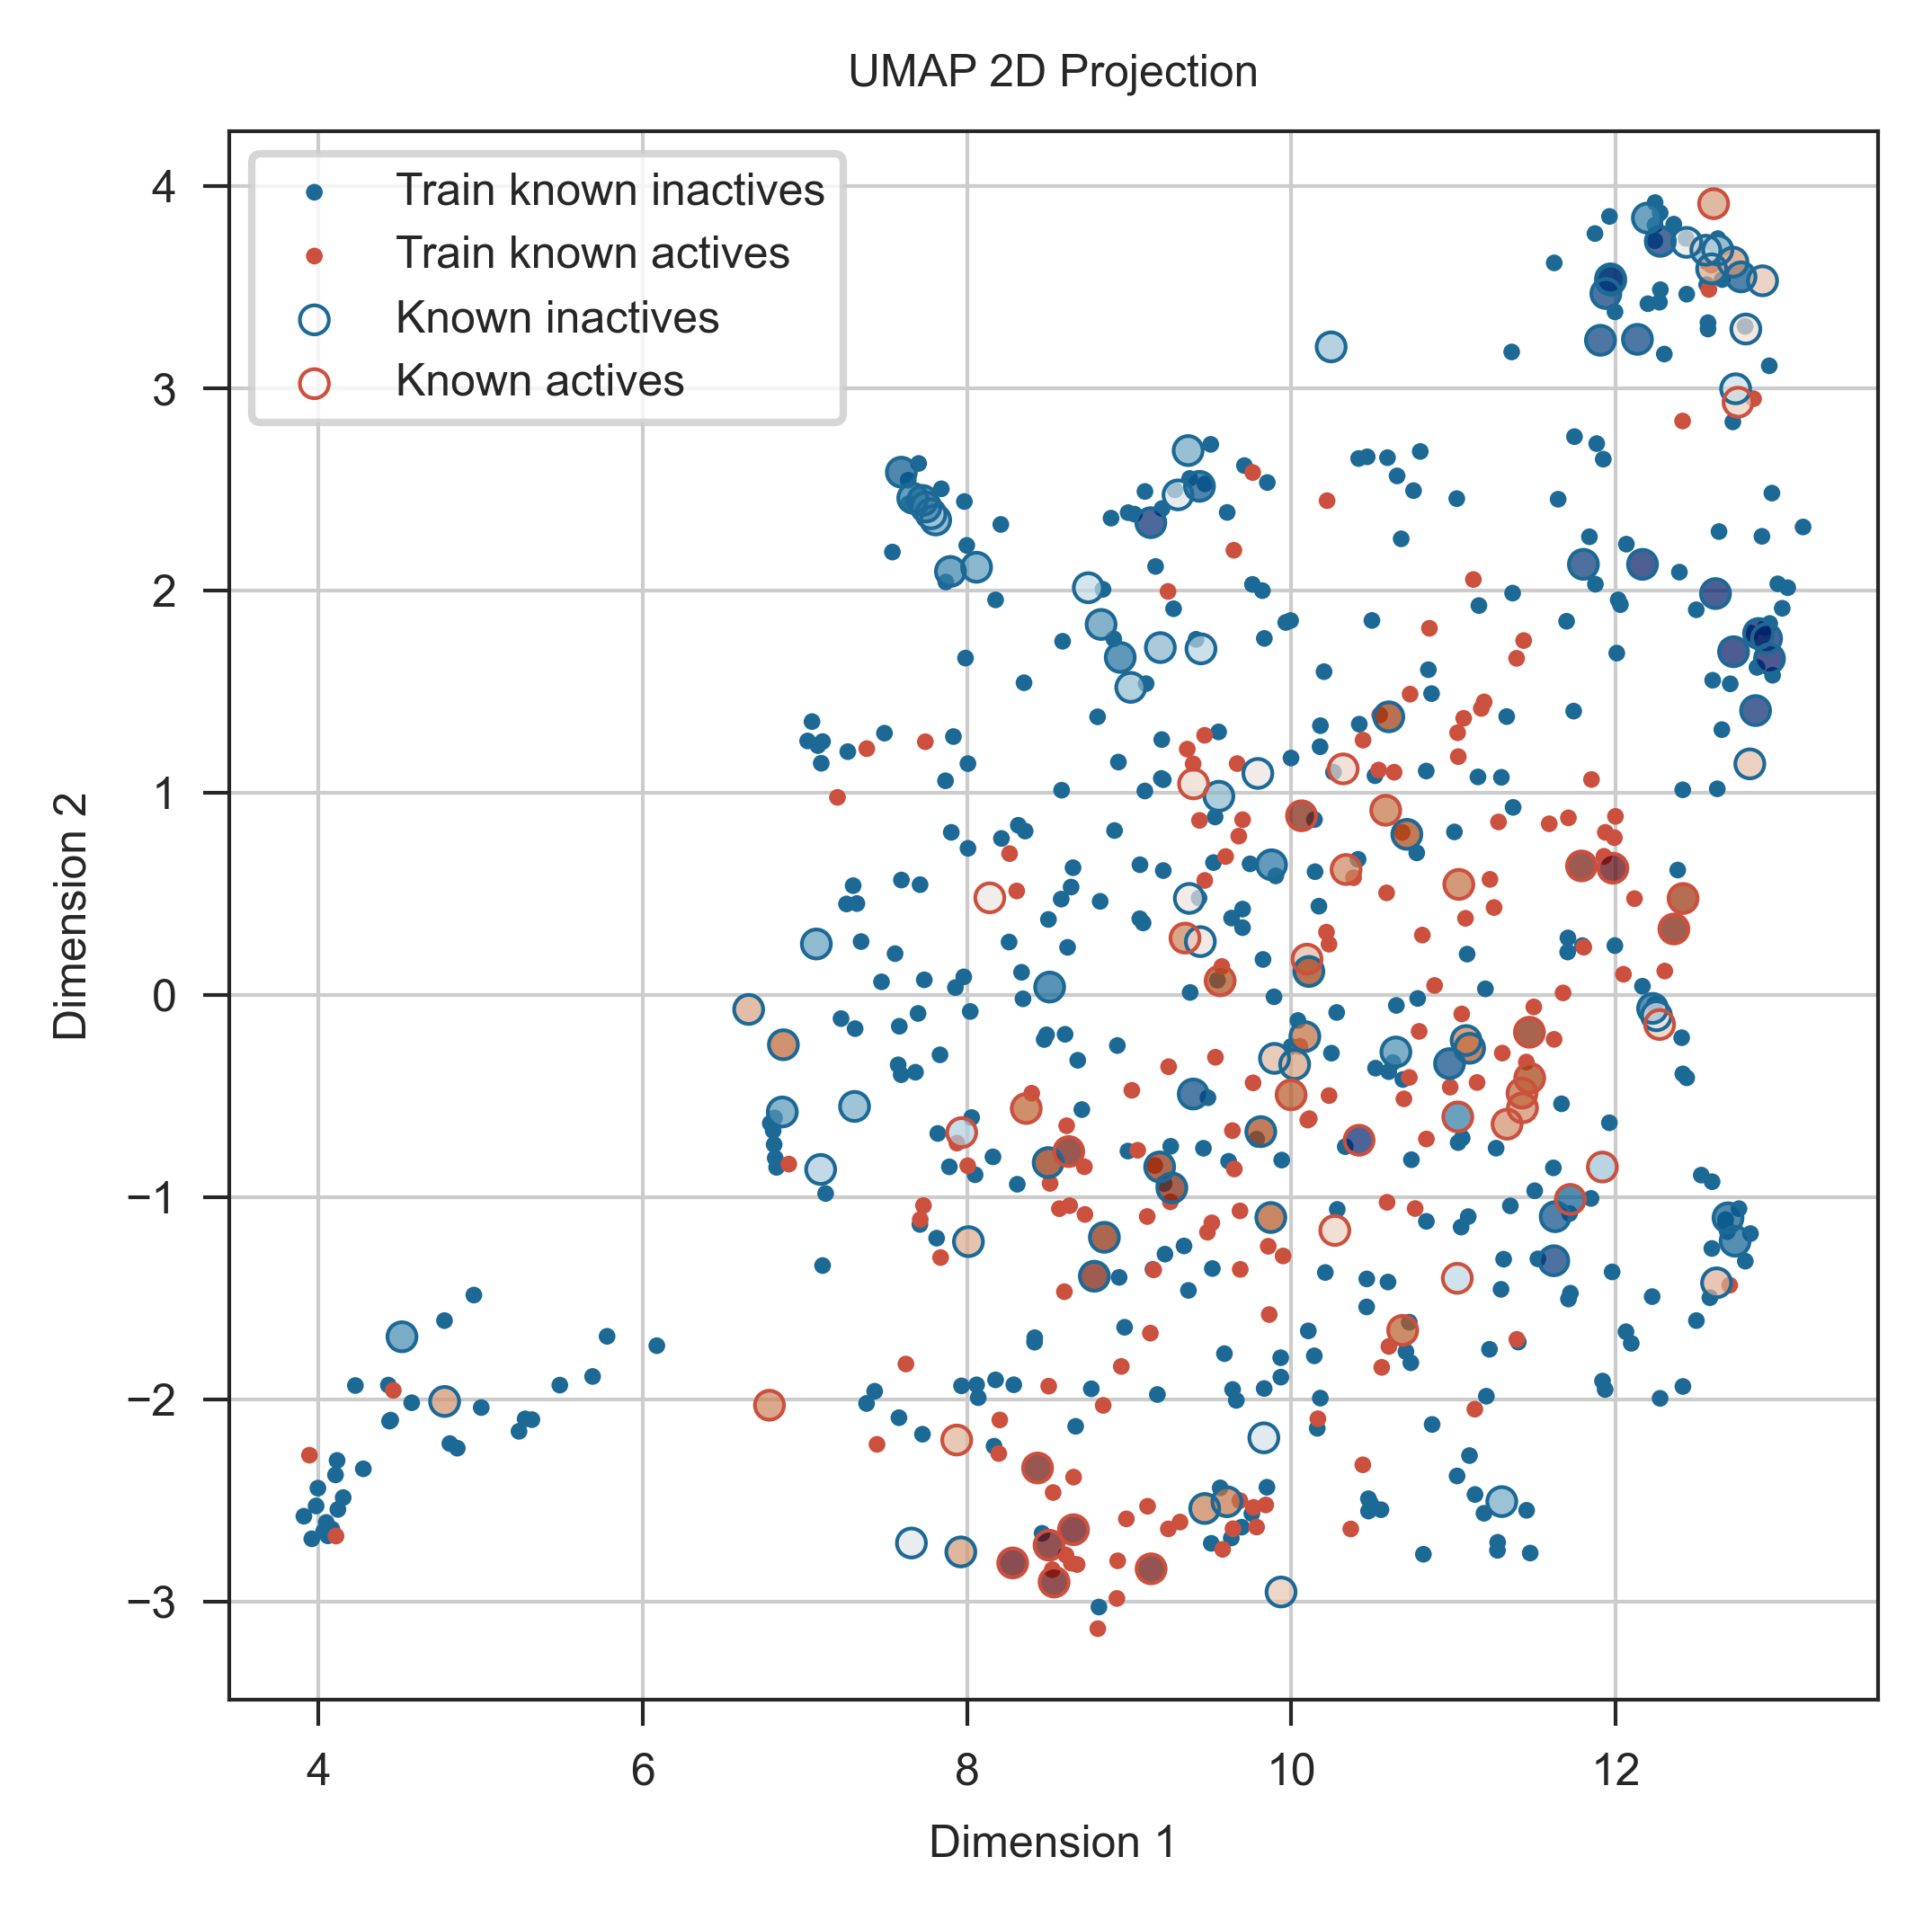 UMAP 2D Projection
Train known inactives
Train known actives
Known inactives
Known actives
4
3
2
1
0
−1
−2
−3
Dimension 2
4 6 8 10 12
Dimension 1